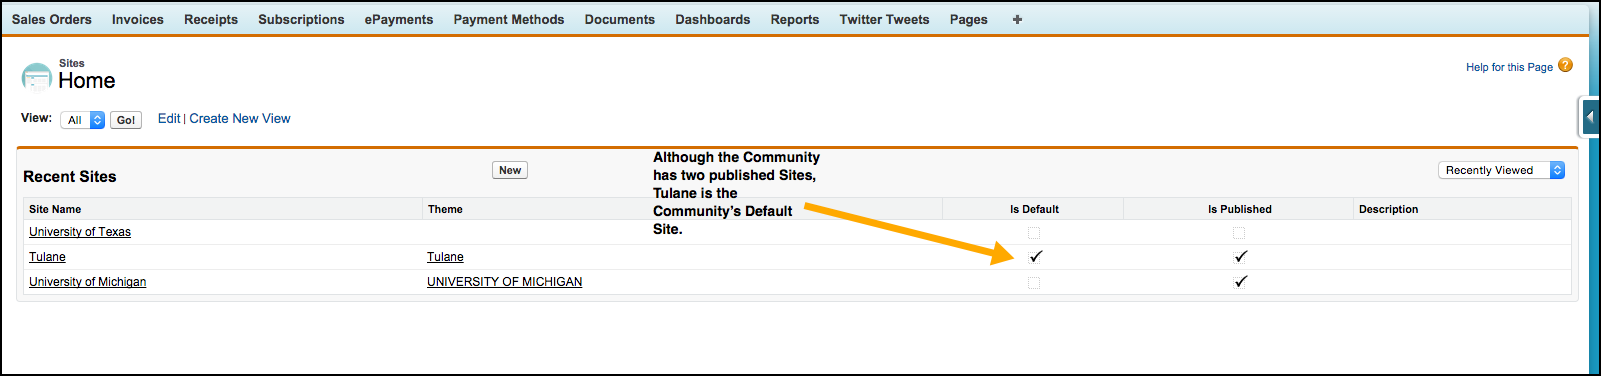 Sales Orders Invoices Receipts Subscriptions ePayments Payment Methods Documents Dashboards Reports Twitter Tweets Pages +
Sites
Home
Help for this Page ?
View: All Go! Edit | Create New View
Recent Sites New Recently Viewed
Although the Community
has two published Sites,
Tulane is the
Community's Default
Site.
Site Name Theme Is Default Is Published Description
University of Texas
Tulane Tulane
University of Michigan UNIVERSITY OF MICHIGAN